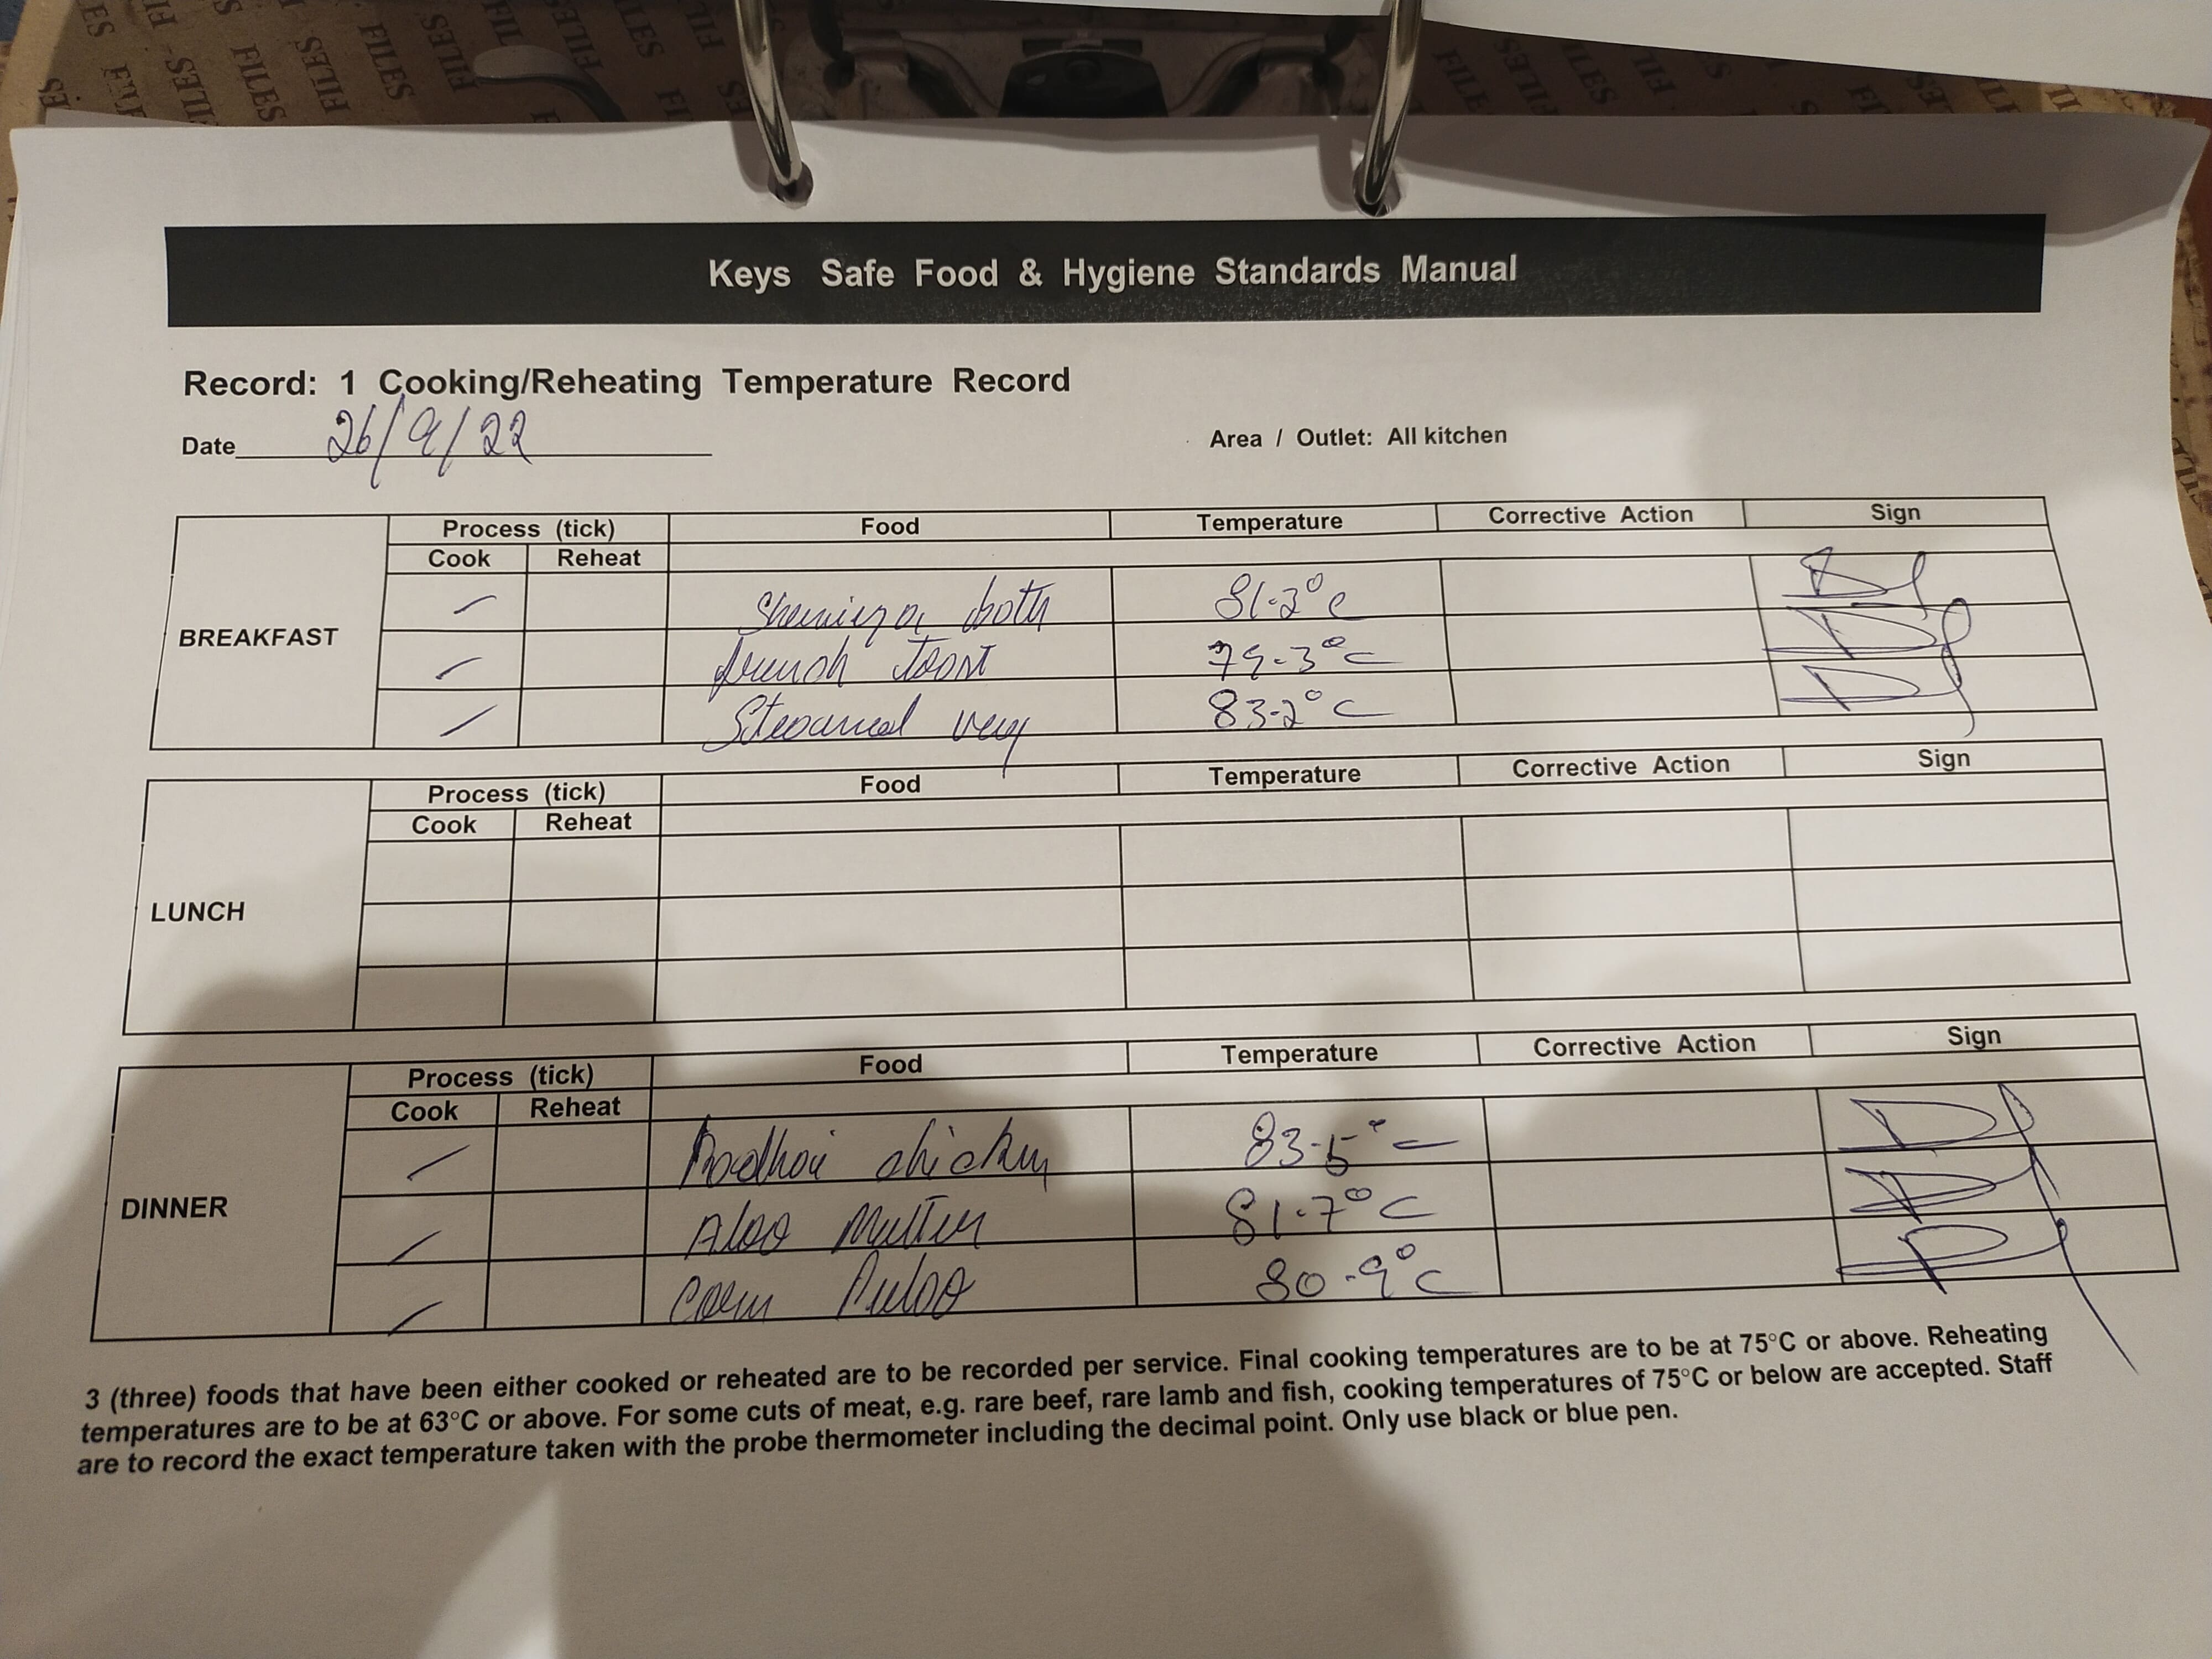 Keys Safe Food & Hygiene Standards Manual
Record: 1 Cooking/Reheating Temperature Record
Date 26/9/22
Area / Outlet: All kitchen
BREAKFAST
Process (tick) Food Temperature Corrective Action Sign
Cook Reheat
both 81.2°c
french toast 79.3°c
Steamed veg 83.2°C
LUNCH
Process (tick) Food Temperature Corrective Action Sign
Cook Reheat
DINNER
Process (tick) Food Temperature Corrective Action Sign
Cook Reheat
83.5°c
Aloo Mutter 81.7°C
Corn Puloo 80.9°C
3 (three) foods that have been either cooked or reheated are to be recorded per service. Final cooking temperatures are to be at 75°C or above. Reheating
temperatures are to be at 63°C or above. For some cuts of meat, e.g. rare beef, rare lamb and fish, cooking temperatures of 75°C or below are accepted. Staff
are to record the exact temperature taken with the probe thermometer including the decimal point. Only use black or blue pen.